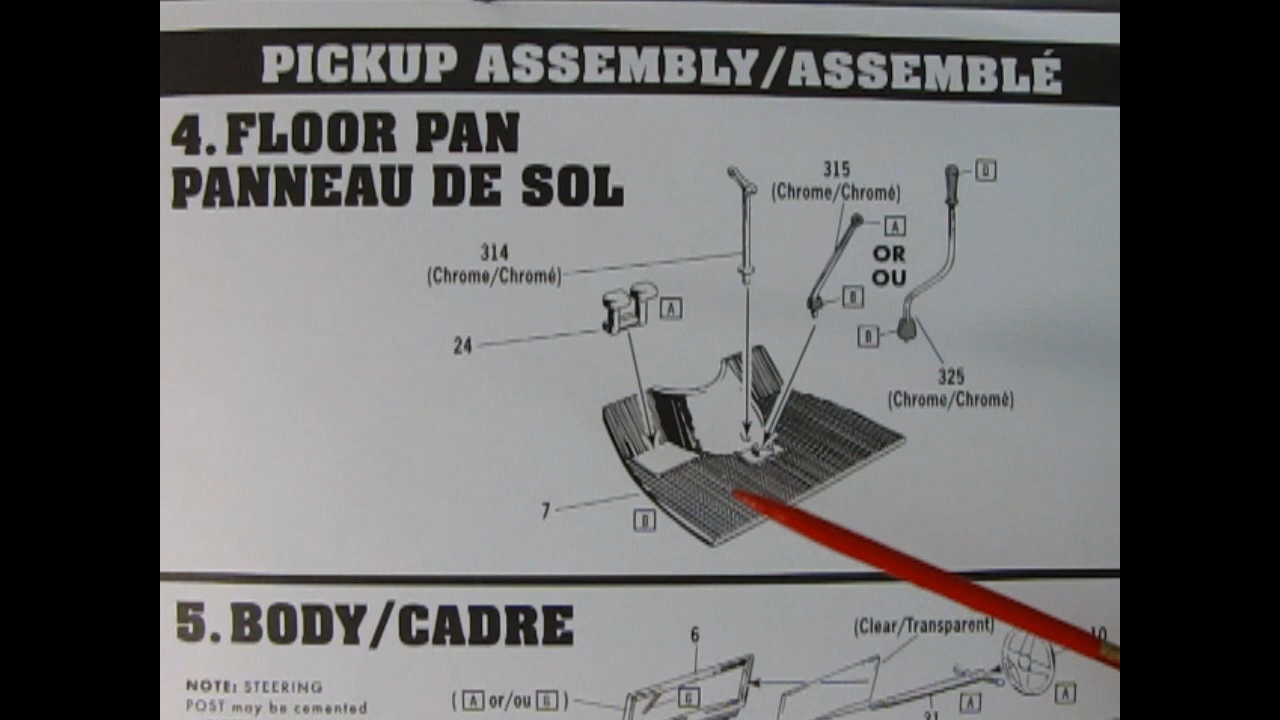 PICKUP ASSEMBLY/ASSEMBLÉ
4. FLOOR PAN
PANNEAU DE SOL
315
(Chrome/Chromé)
D
A
OR
OU
D
D
325
(Chrome/Chromé)
314
(Chrome/Chromé)
A
24
7
D
5. BODY/CADRE
NOTE: STEERING
POST may be cemented
6
(A or/ou G)
G
(Clear/Transparent)
10
31
A
A